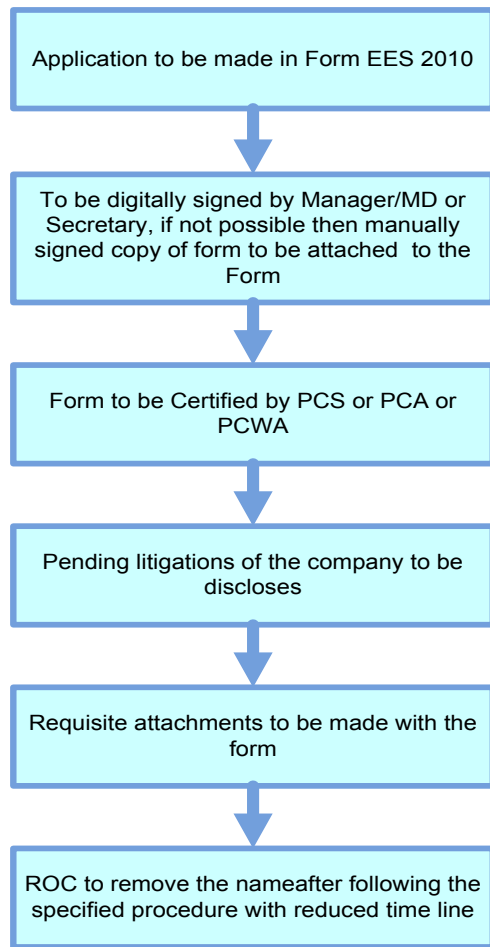 Application to be made in Form EES 2010
To be digitally signed by Manager/MD or
Secretary, if not possible then manually
signed copy of form to be attached to the
Form
Form to be Certified by PCS or PCA or
PCWA
Pending litigations of the company to be
discloses
Requisite attachments to be made with the
form
ROC to remove the nameafter following the
specified procedure with reduced time line